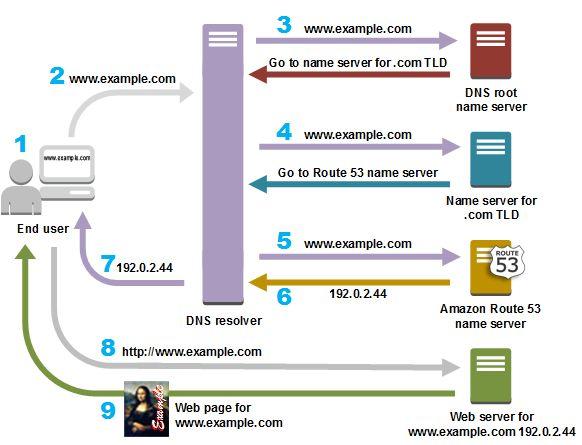 3 www.example.com
Go to name server for .com TLD
2 www.example.com
DNS root
name server
1
www.example.com
4 www.example.com
Go to Route 53 name server
Name server for
.com TLD
End user
5 www.example.com
ROUTE
53
7 192.0.2.44
6 192.0.2.44
Amazon Route 53
name server
DNS resolver
8 http://www.example.com
9 Example
Web page for
www.example.com
Web server for
www.example.com 192.0.2.44